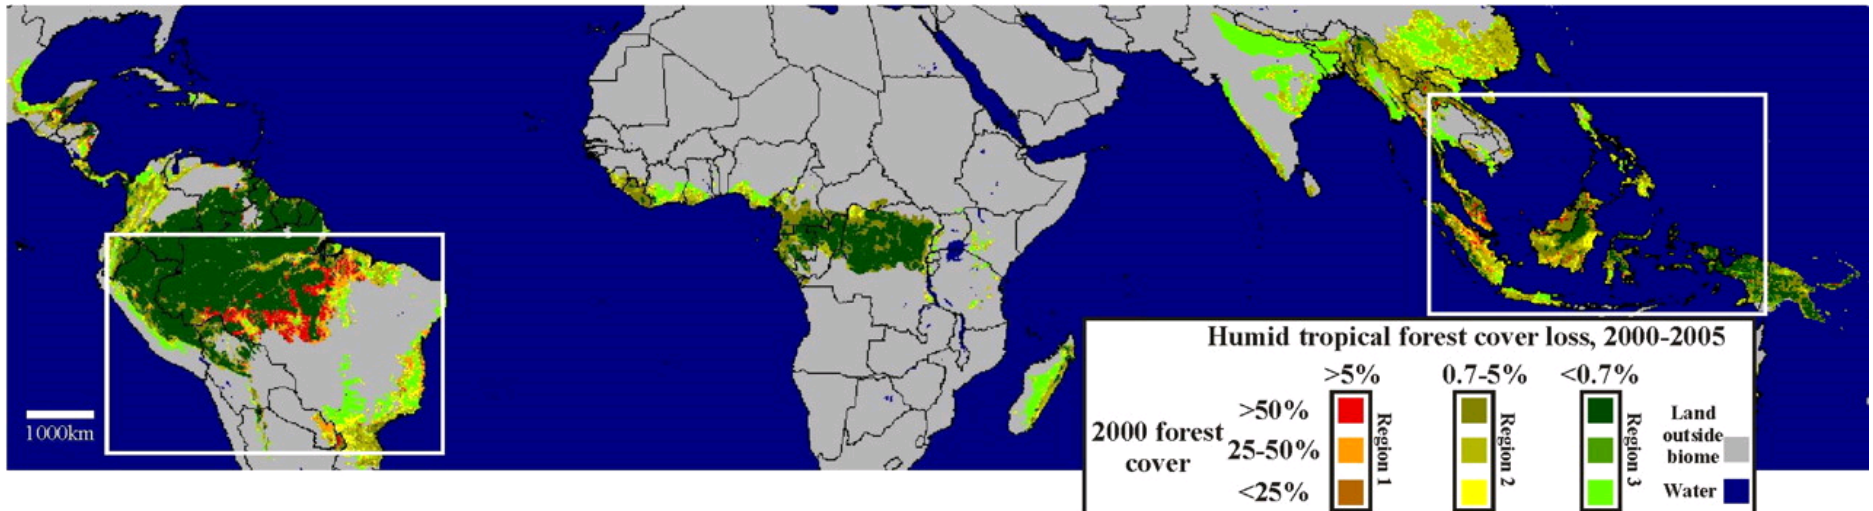 Humid tropical forest cover loss, 2000-2005
>5% 0.7-5% <0.7%
>50%
2000 forest
cover
25-50%
<25%
Region 1
Region 2
Region 3
Land
outside
biome
Water
1000km